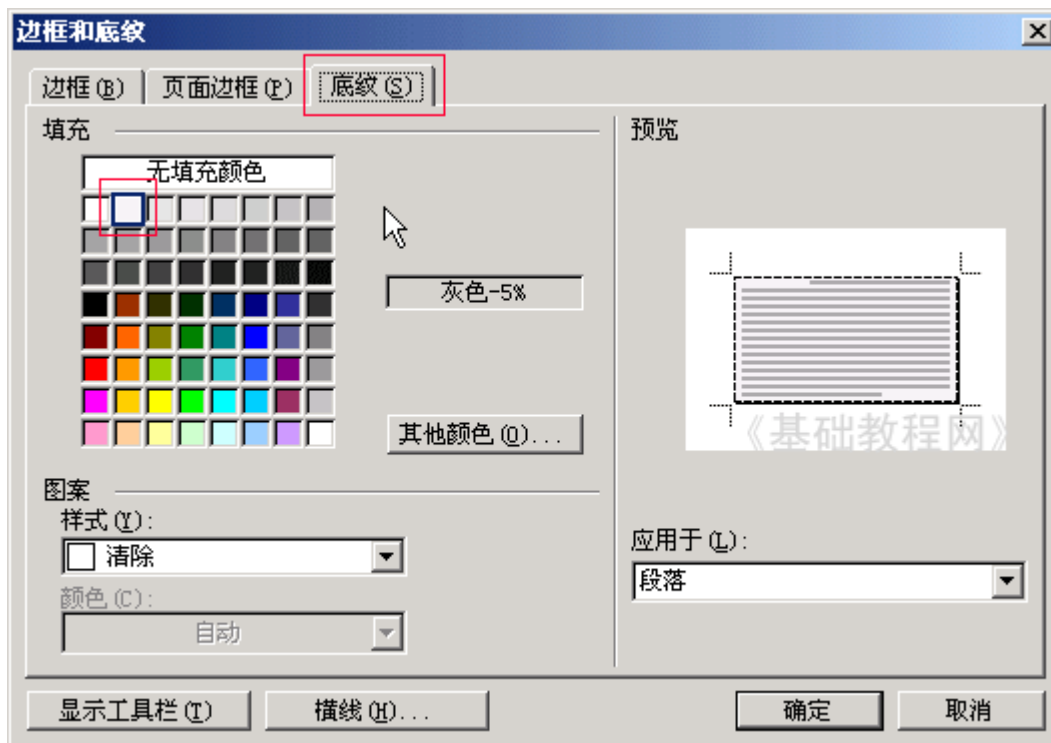 边框和底纹
边框(B) 页面边框(P) 底纹(S)
填充
无填充颜色
灰色-5%
其他颜色(O)...
预览
《基础教程网》
图案
样式(Y):
清除
颜色(C):
自动
应用于(L):
段落
显示工具栏(T) 横线(H)... 确定 取消